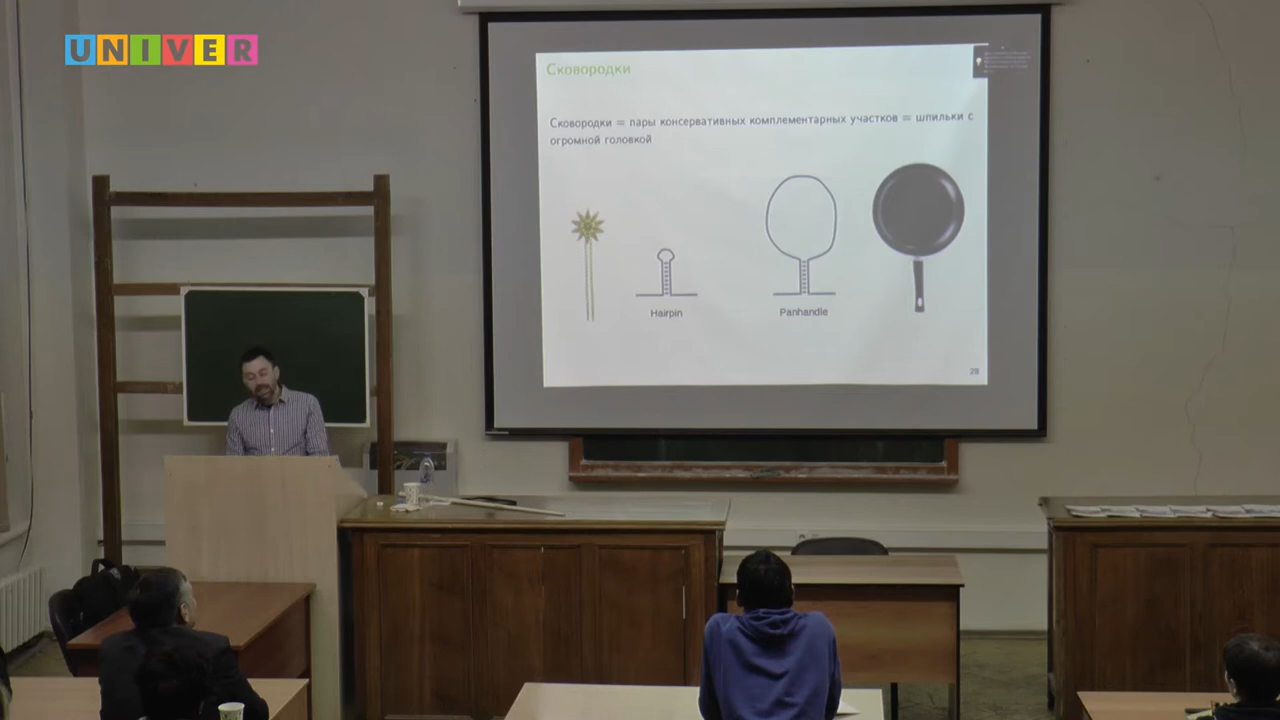 UNIVER
Сковородки
Сковородки = пары консервативных комплементарных участков = шпильки с
огромной головкой
Hairpin
Panhandle
28